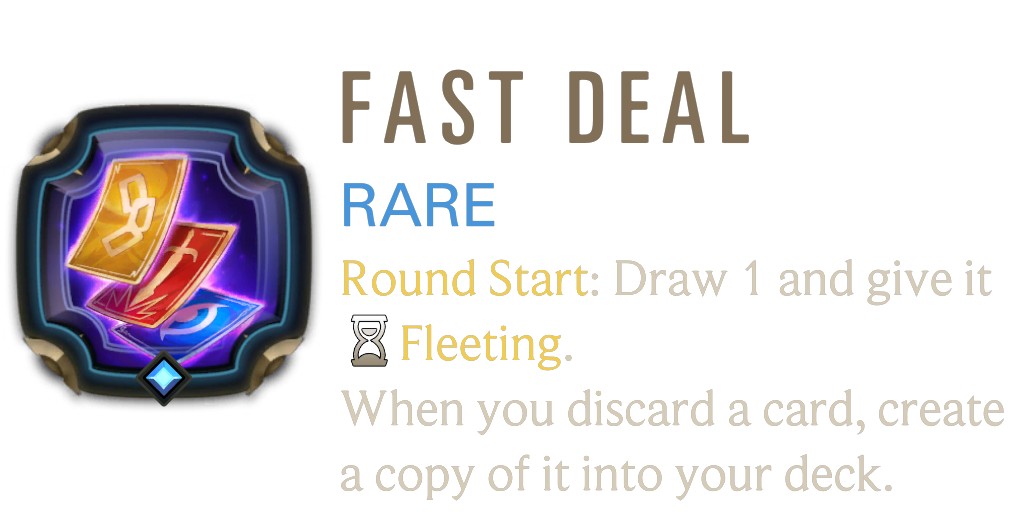 FAST DEAL
RARE
Round Start: Draw 1 and give it
Fleeting.
When you discard a card, create
a copy of it into your deck.